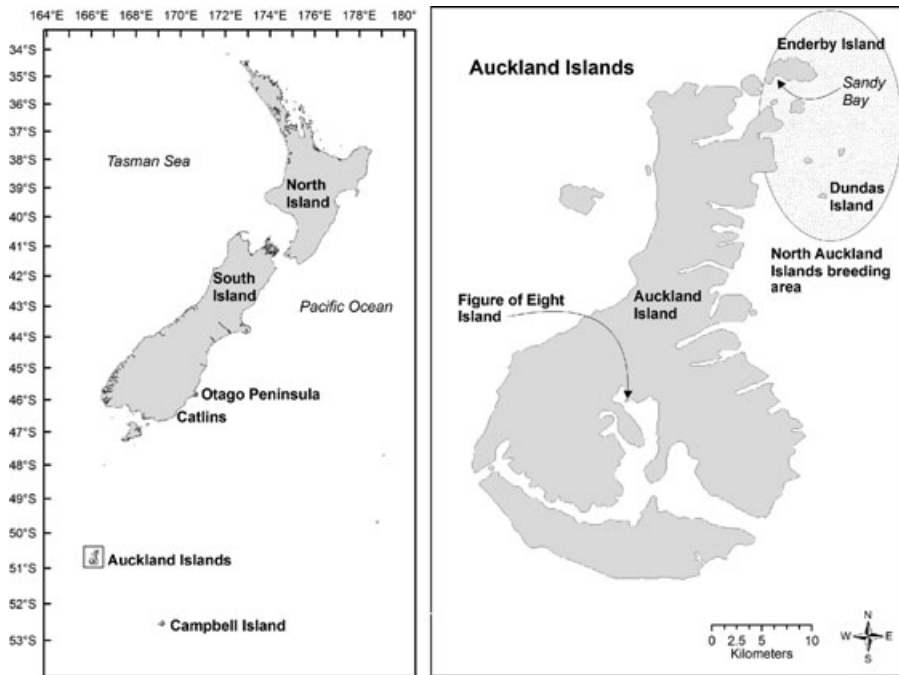 164°E 166°E 168°E 170°E 172°E 174°E 176°E 178°E 180°
34°S
35°S
36°S
37°S
38°S
39°S
40°S
41°S
42°S
43°S
44°S
45°S
46°S
47°S
48°S
49°S
50°S
51°S
52°S
53°S
Tasman Sea
North
Island
South
Island
Pacific Ocean
Otago Peninsula
Catlins
Auckland Islands
Campbell Island
Auckland Islands
Enderby Island
Sandy
Bay
Dundas
Island
North Auckland
Islands breeding
area
Figure of Eight
Island
Auckland
Island
0 2.5 5 10
Kilometers
N
W E
S